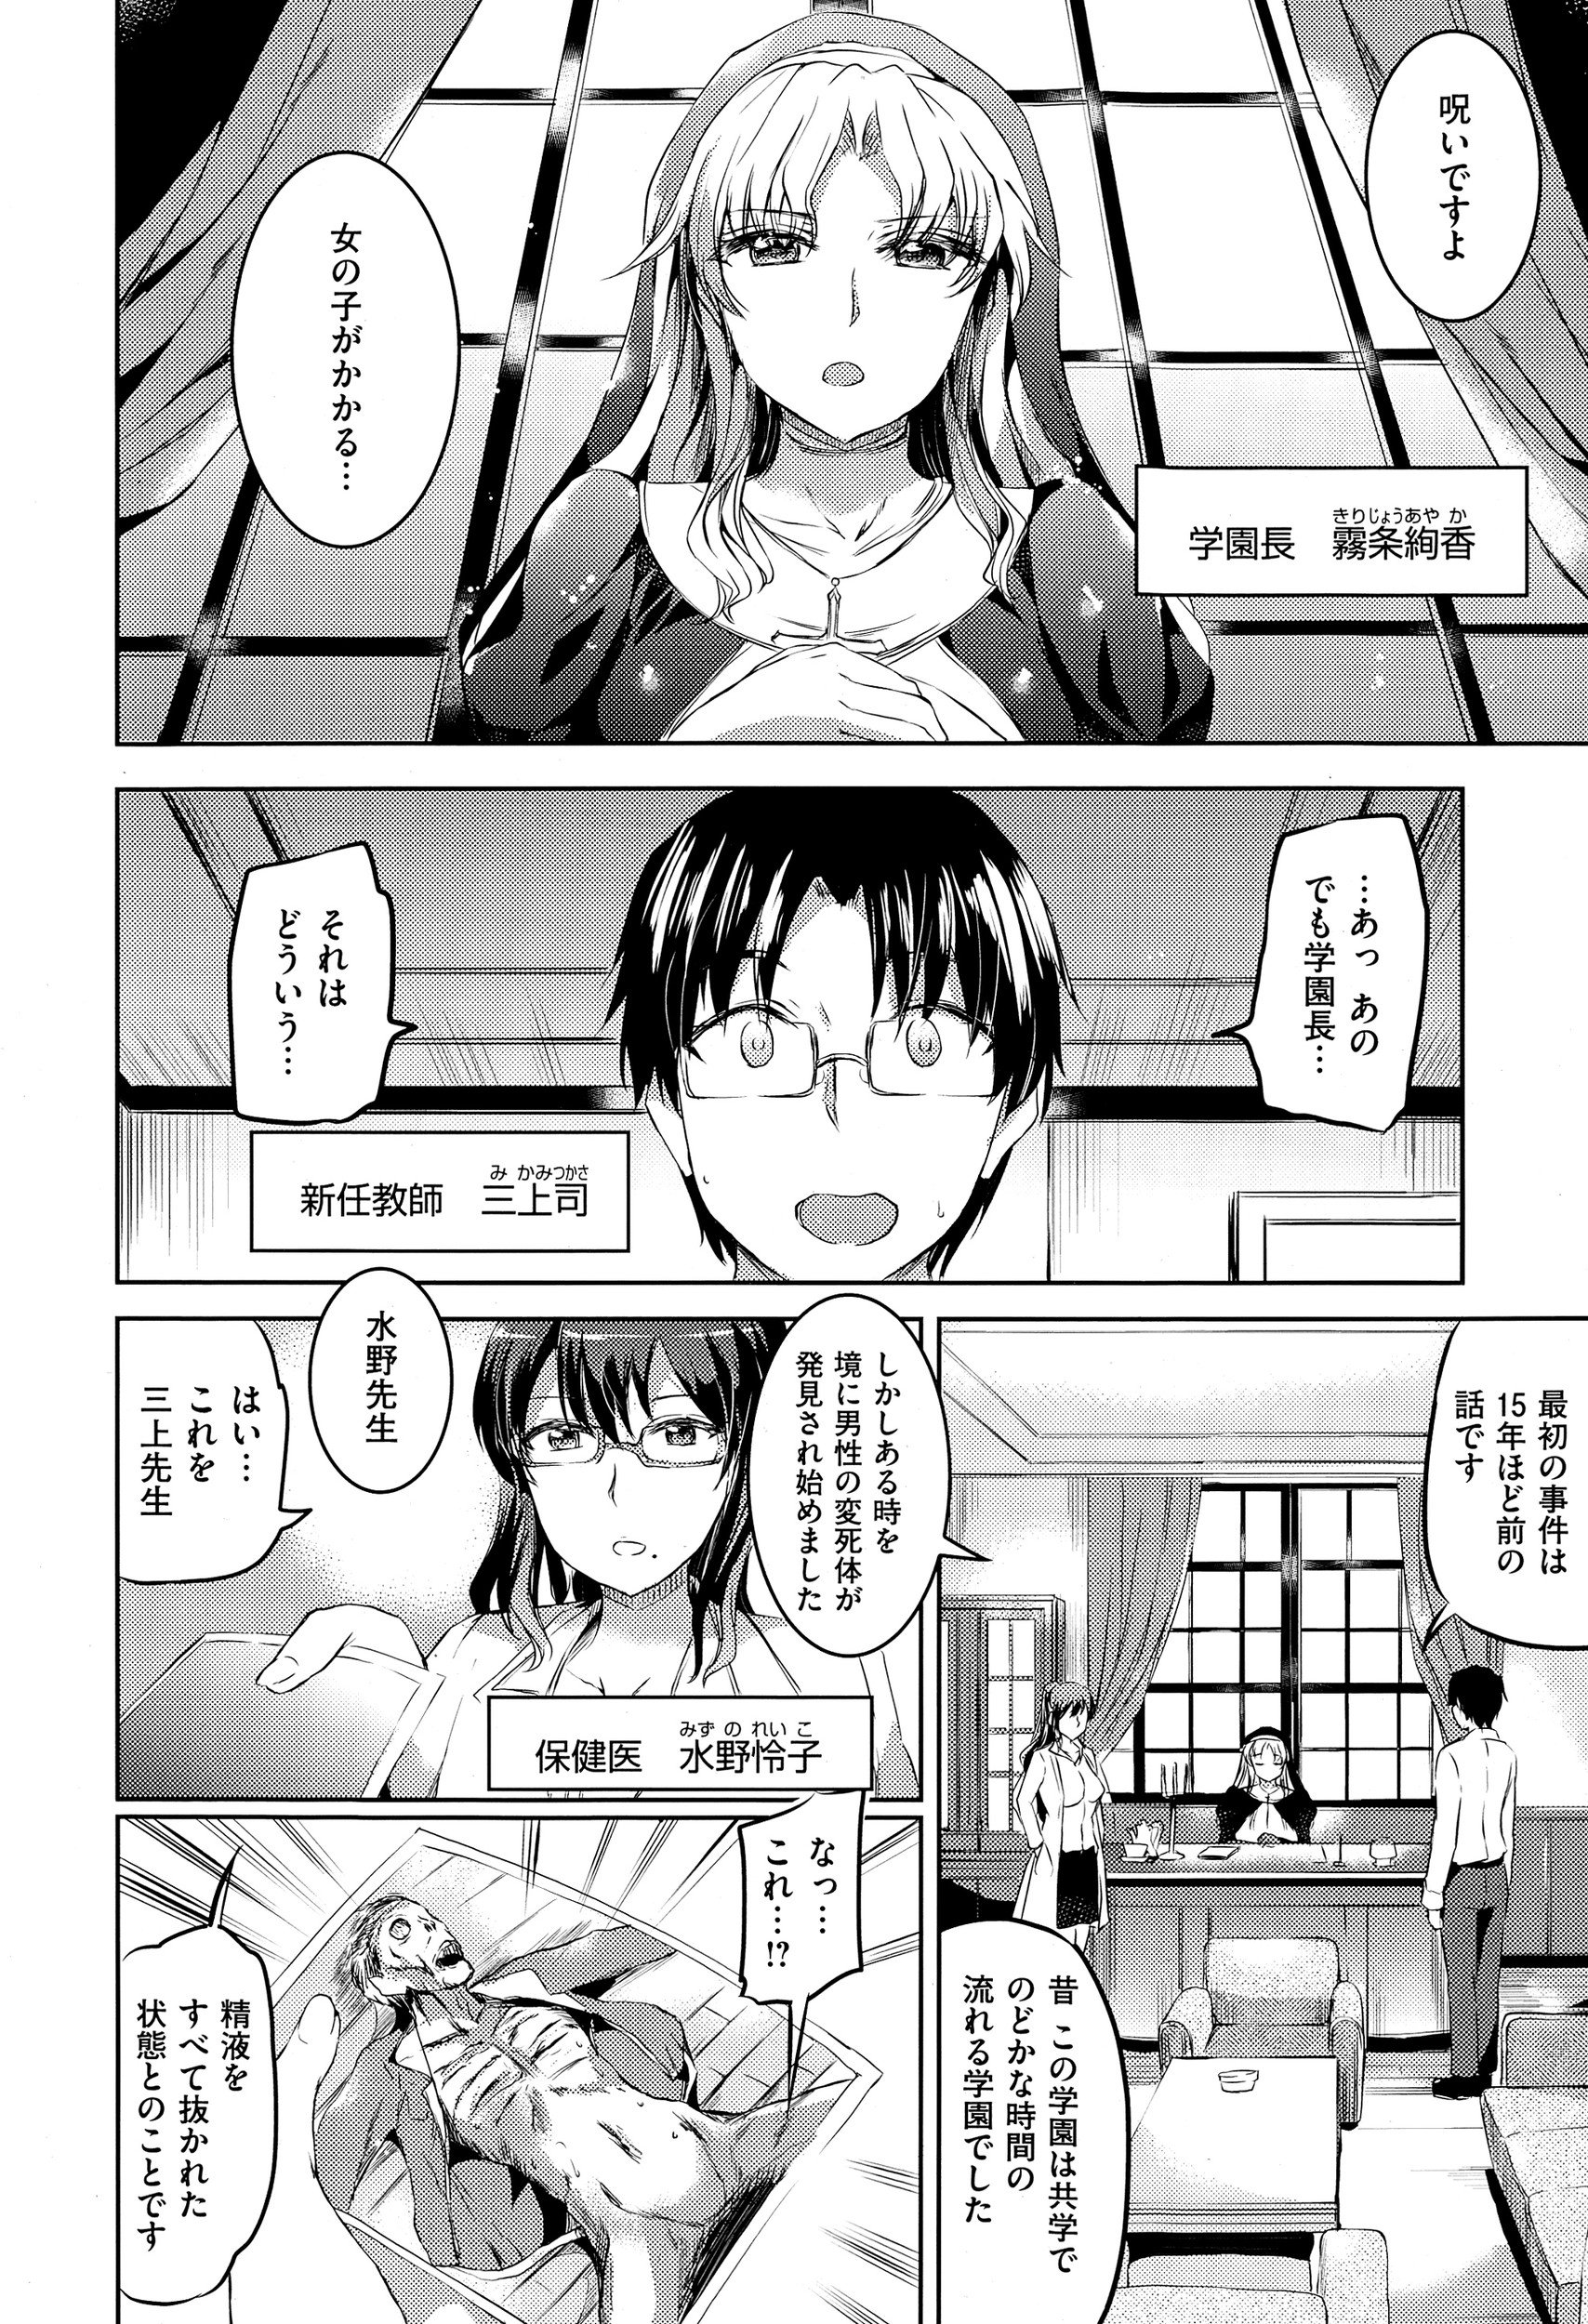 呪いですよ
女の子がかかる…
きりじょうあやか
学園長 霧条絢香
…あっ あの
でも学園長…
それは
どういう…
みかみつかさ
新任教師 三上司
最初の事件は
15年ほど前の
話です
昔 この学園は共学で
のどかな時間の
流れる学園でした
しかしある時を
境に男性の変死体が
発見され始めました
水野先生
はい…
これを
三上先生
みずのれいこ
保健医 水野怜子
なっ…
これ…!?
精液を
すべて抜かれた
状態とのことです